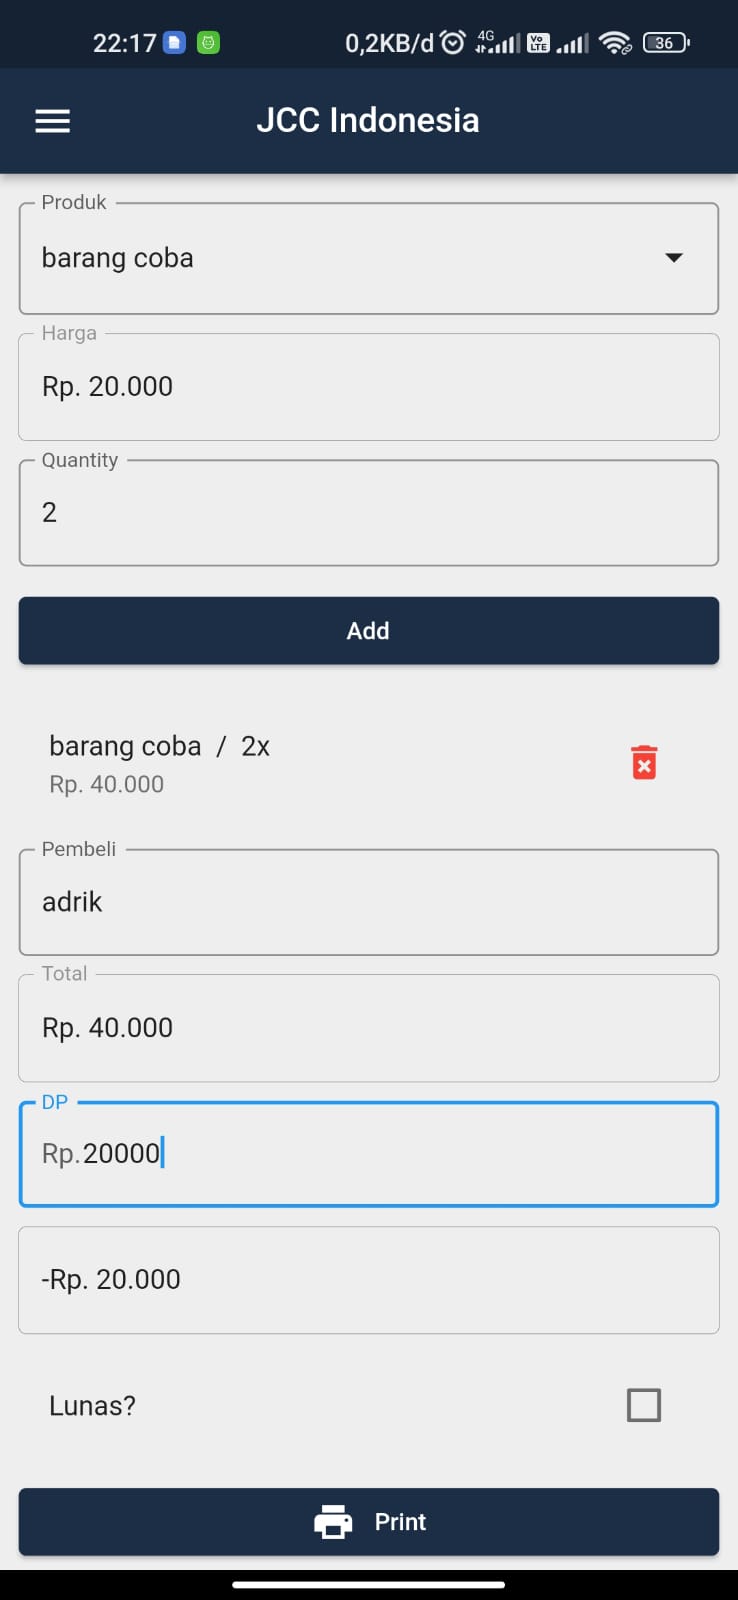 22:17 0,2KB/d 4G Vo LTE 36
JCC Indonesia
Produk
barang coba
Harga
Rp. 20.000
Quantity
2
Add
barang coba / 2x
Rp. 40.000
Pembeli
adrik
Total
Rp. 40.000
DP
Rp.20000
-Rp. 20.000
Lunas?
Print